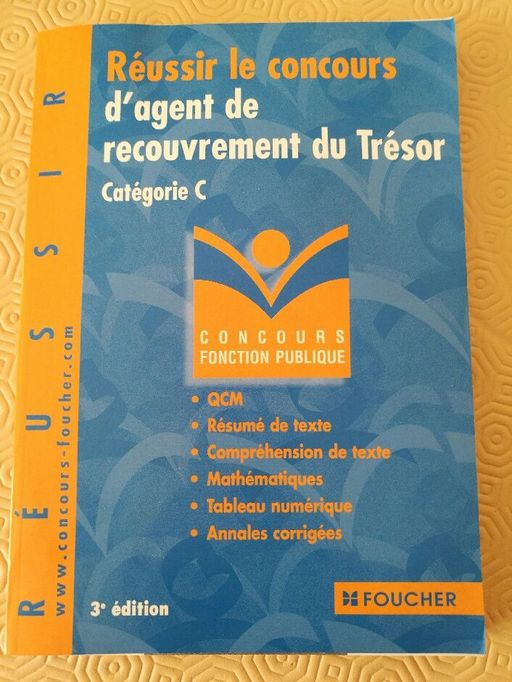 Réussir le concours
d'agent de
recouvrement du Trésor
Catégorie C
CONCOURS
FONCTION PUBLIQUE
• QCM
• Résumé de texte
• Compréhension de texte
• Mathématiques
• Tableau numérique
• Annales corrigées
3e édition
FOUCHER
RÉUSSIR
www.concours-foucher.com